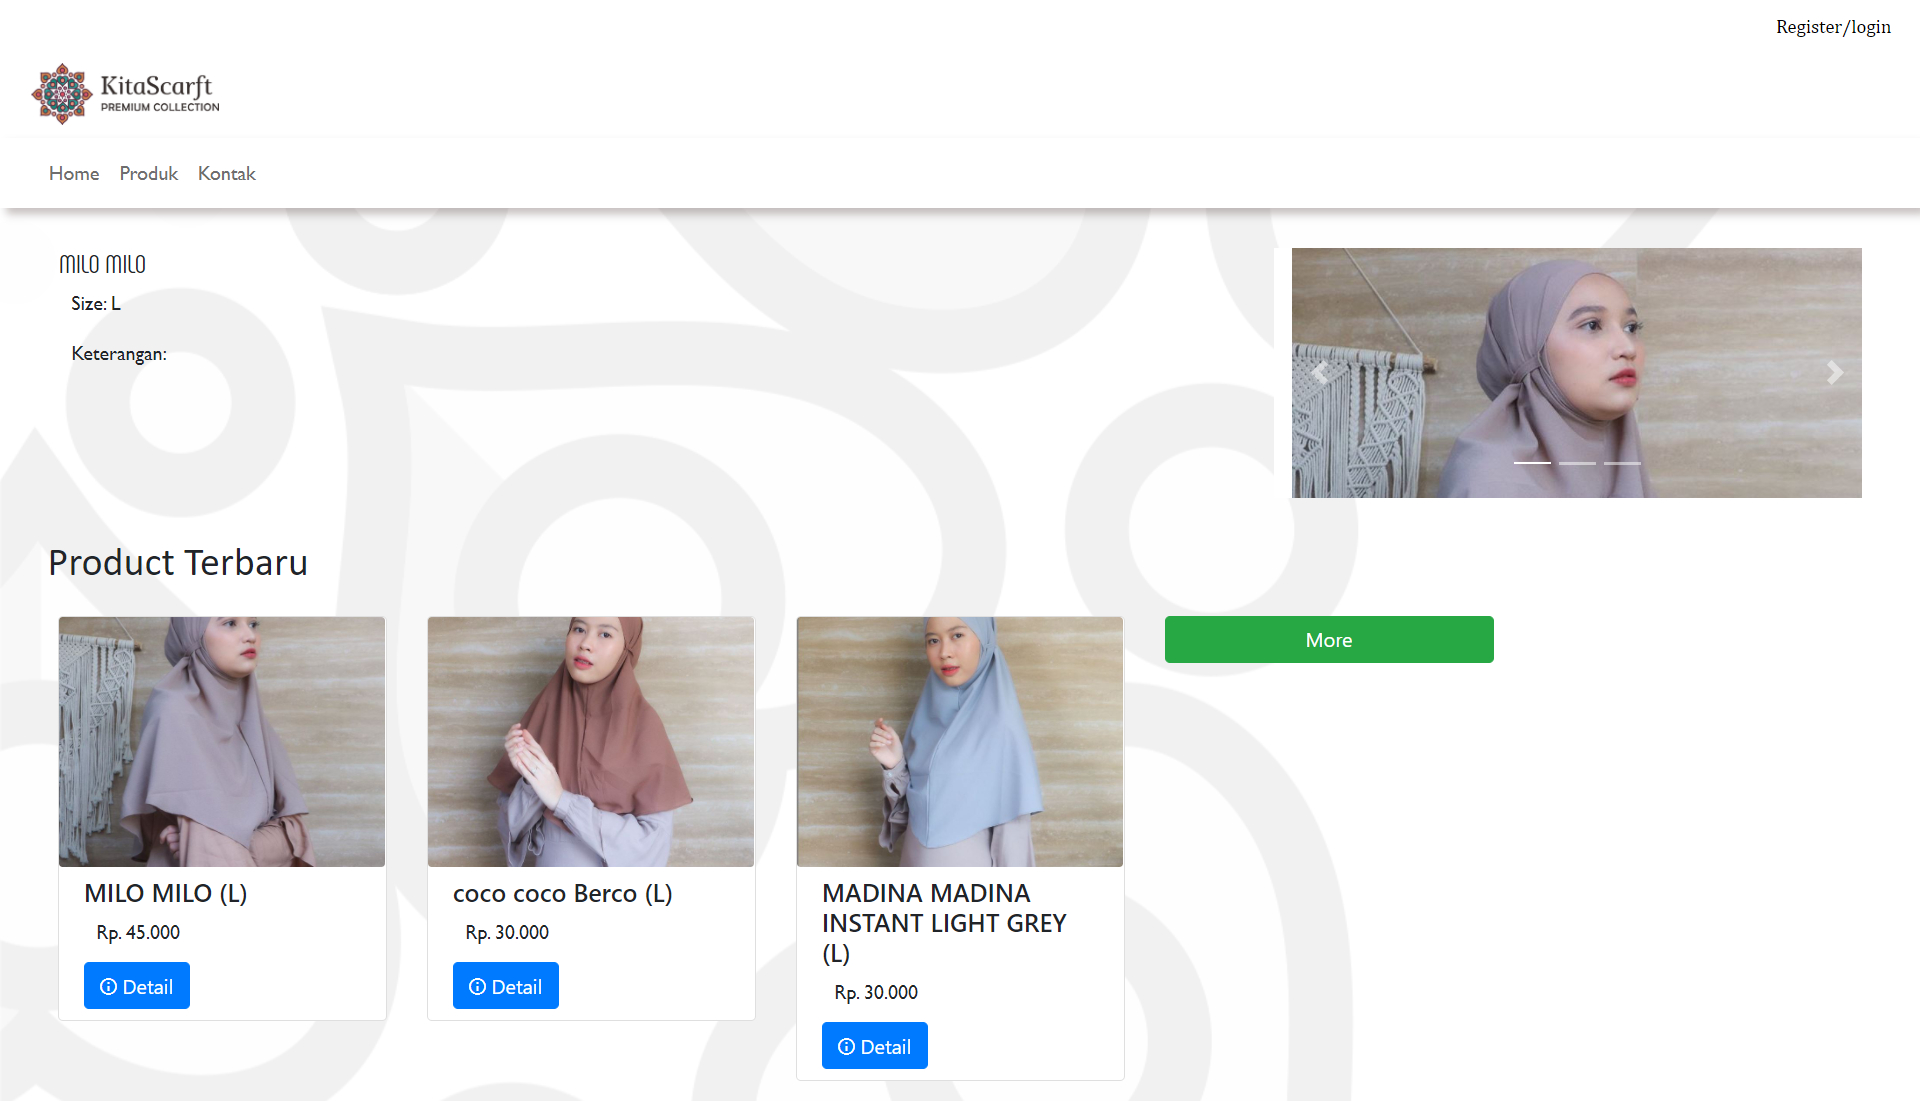 Register/login
KitaScarft
PREMIUM COLLECTION
Home Produk Kontak
MILO MILO
Size: L
Keterangan:
Product Terbaru
MILO MILO (L)
Rp. 45.000
Detail
coco coco Berco (L)
Rp. 30.000
Detail
MADINA MADINA
INSTANT LIGHT GREY
(L)
Rp. 30.000
Detail
More